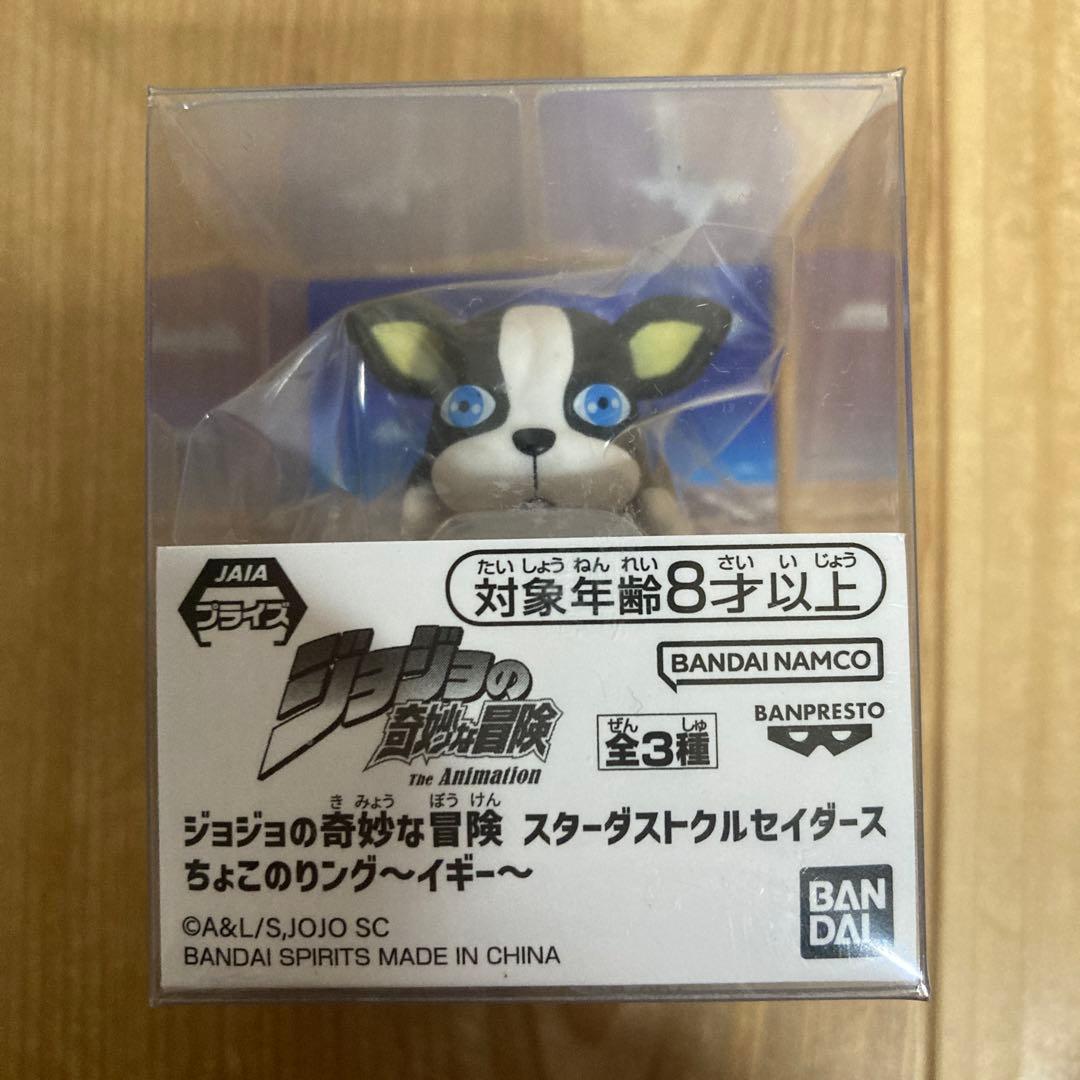 JAIA
プライズ
たいしょうねんれい さい い じょう
対象年齢8才以上
ジョジョの
奇妙な冒険
The Animation
BANDAI NAMCO
BANPRESTO
ぜん しゅ
全3種
き みょう ぼう けん
ジョジョの奇妙な冒険 スターダストクルセイダース
ちょこのりング〜イギー〜
©A&L/S,JOJO SC
BANDAI SPIRITS MADE IN CHINA
BAN
DAI